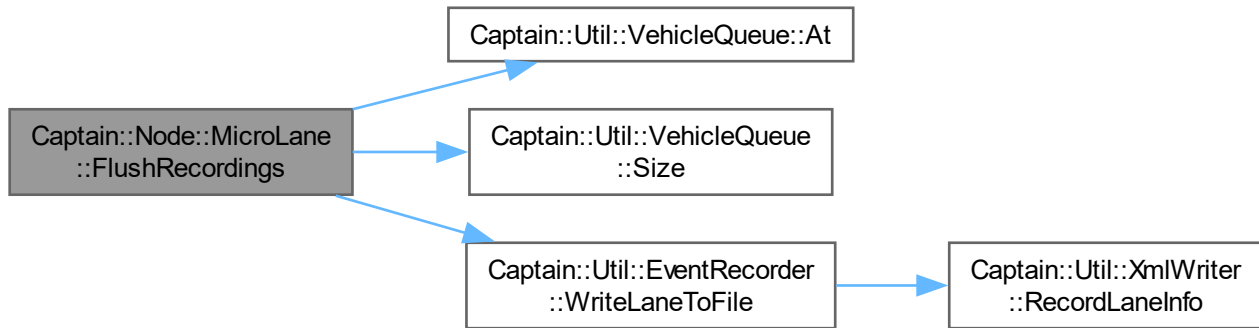 Captain::Util::VehicleQueue::At
Captain::Node::MicroLane
::FlushRecordings
Captain::Util::VehicleQueue
::Size
Captain::Util::EventRecorder
::WriteLaneToFile
Captain::Util::XmlWriter
::RecordLaneInfo